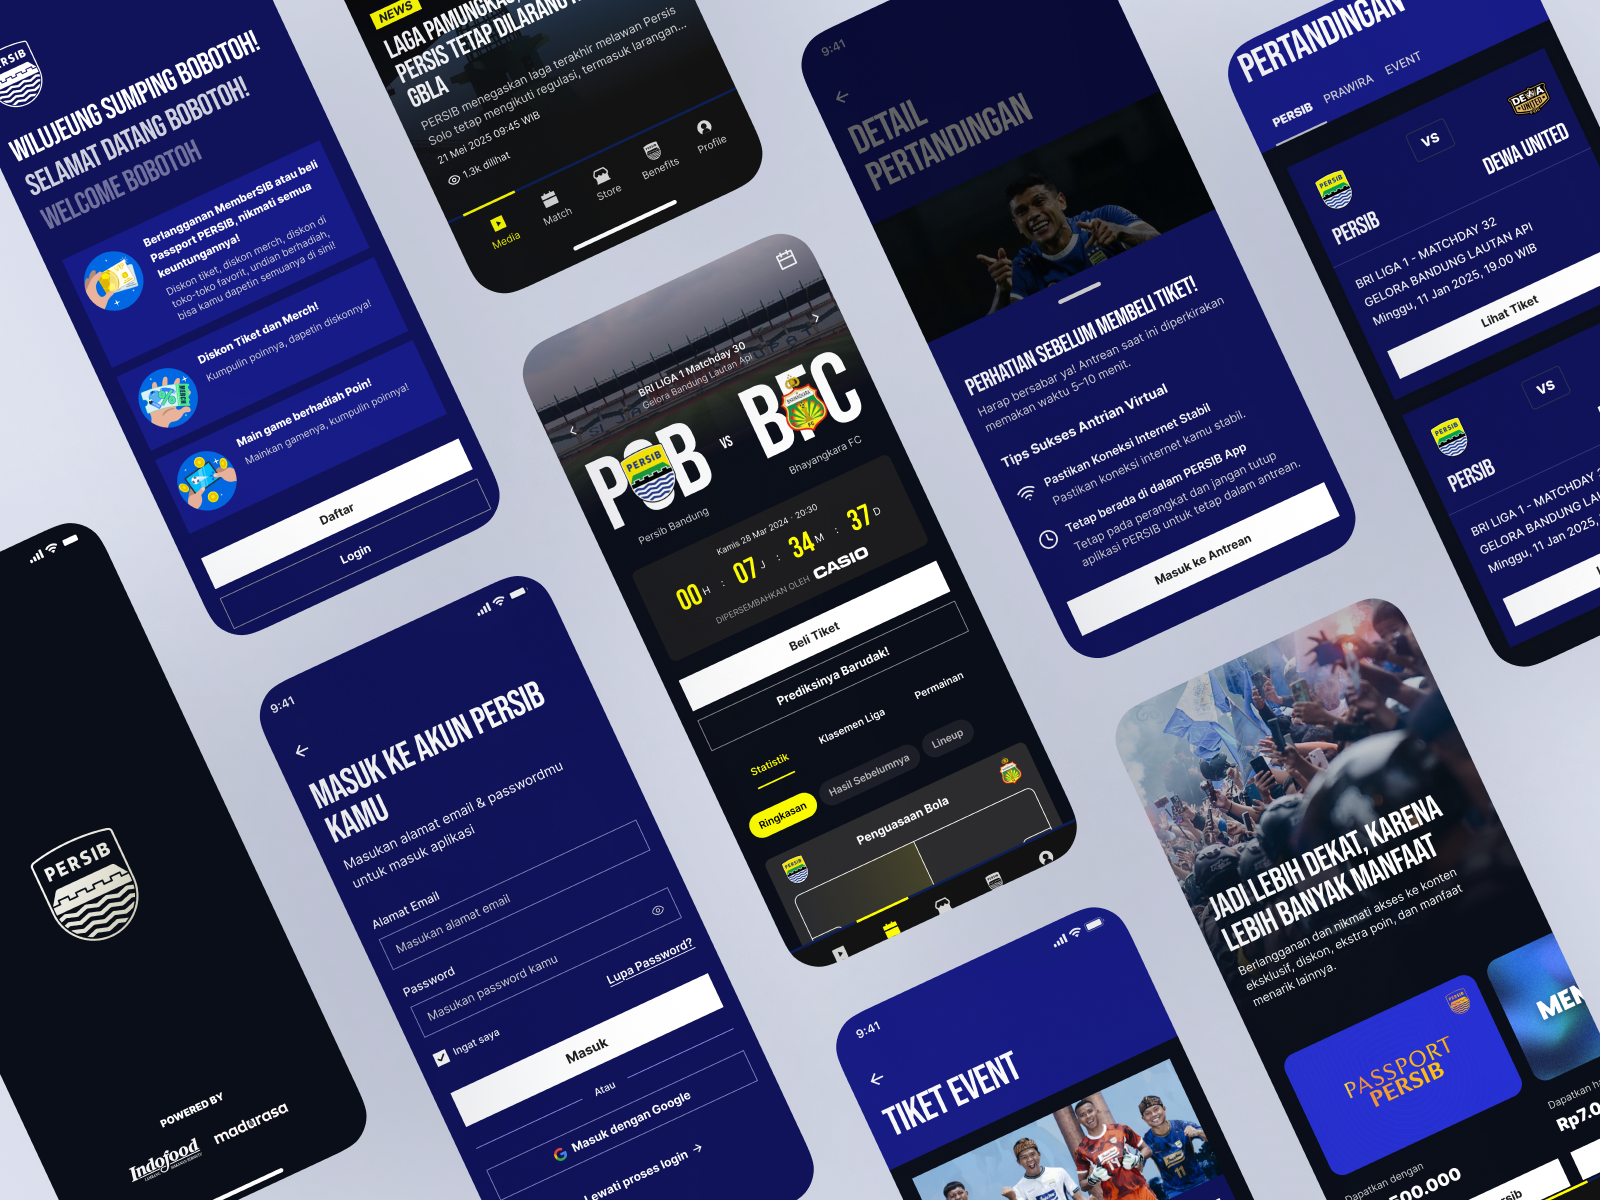 PERSIB
WILUJEUNG SUMPING BOBOTOH!
SELAMAT DATANG BOBOTOH!
WELCOME BOBOTOH
Berlangganan MemberSIB atau beli
Passport PERSIB, nikmati semua
keuntungannya!
Diskon tiket, diskon merch, diskon di
toko-toko favorit, undian berhadiah,
bisa kamu dapetin semuanya di sini!
Diskon Tiket dan Merch!
Kumpulin poinnya, dapetin diskonnya!
Main game berhadiah Poin!
Mainkan gamenya, kumpulin poinnya!
Daftar
Login
NEWS
PERSIS TETAP DILARANG
GBLA
PERSIB menegaskan laga terakhir melawan Persis
Solo tetap mengikuti regulasi, termasuk larangan...
21 Mei 2025 09:45 WIB
1,3k dilihat
Media
Match
Store
Benefits
Profile
9:41
DETAIL
PERTANDINGAN
PERHATIAN SEBELUM MEMBELI TIKET!
Harap bersabar ya! Antrean saat ini diperkirakan
memakan waktu 5-10 menit.
Tips Sukses Antrian Virtual
Pastikan Koneksi Internet Stabil
Pastikan koneksi internet kamu stabil.
Tetap berada di dalam PERSIB App
Tetap pada perangkat dan jangan tutup
aplikasi PERSIB untuk tetap dalam antrean.
Masuk ke Antrean
PERTANDINGAN
PERSIB
PRAWIRA
EVENT
PERSIB
PERSIB
VS
DEWA
UNITED
DEWA UNITED
BRI LIGA 1 - MATCHDAY 32
GELORA BANDUNG LAUTAN API
Minggu, 11 Jan 2025, 19.00 WIB
Lihat Tiket
PERSIB
PERSIB
VS
BRI LIGA 1 - MATCHDAY
GELORA BANDUNG
Minggu, 11 Jan 2025,
PERSIB
POWERED BY
Indofood
madurasa
9:41
MASUK KE AKUN PERSIB
KAMU
Masukan alamat email & passwordmu
untuk masuk aplikasi
Alamat Email
Masukan alamat email
Password
Masukan password kamu
Lupa Password?
Ingat saya
Masuk
Atau
Masuk dengan Google
Lewati proses login →
BRI LIGA 1 Matchday 30
Gelora Bandung Lautan Api
PERSIB
VS
BFC
Persib Bandung
Bhayangkara FC
Kamis 28 Mar 2024 · 20:30
00 H : 07 J : 34 M : 37 D
DIPERSEMBAHKAN OLEH CASIO
Beli Tiket
Prediksinya Barudak!
Statistik
Klasemen Liga
Permainan
Ringkasan
Hasil Sebelumnya
Lineup
Penguasaan Bola
9:41
TIKET EVENT
JADI LEBIH DEKAT, KARENA
LEBIH BANYAK MANFAAT
Berlangganan dan nikmati akses ke konten
eksklusif, diskon, ekstra poin, dan manfaat
menarik lainnya.
PERSIB
PASSPORT
PERSIB
Dapatkan dengan
Dapatkan